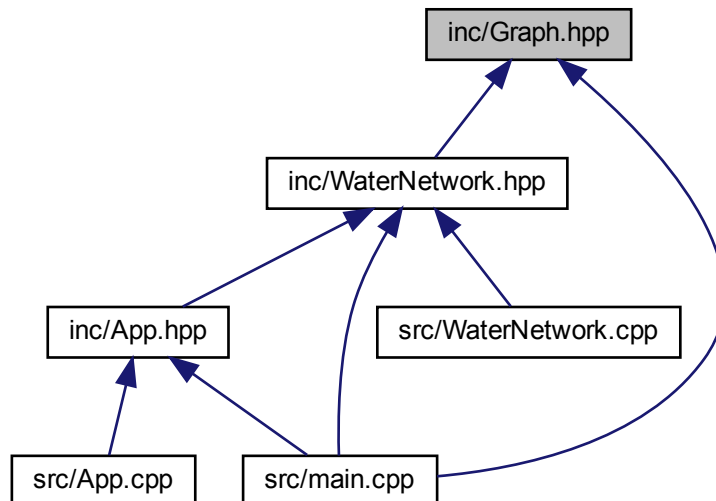 inc/Graph.hpp
inc/WaterNetwork.hpp
inc/App.hpp
src/WaterNetwork.cpp
src/App.cpp
src/main.cpp